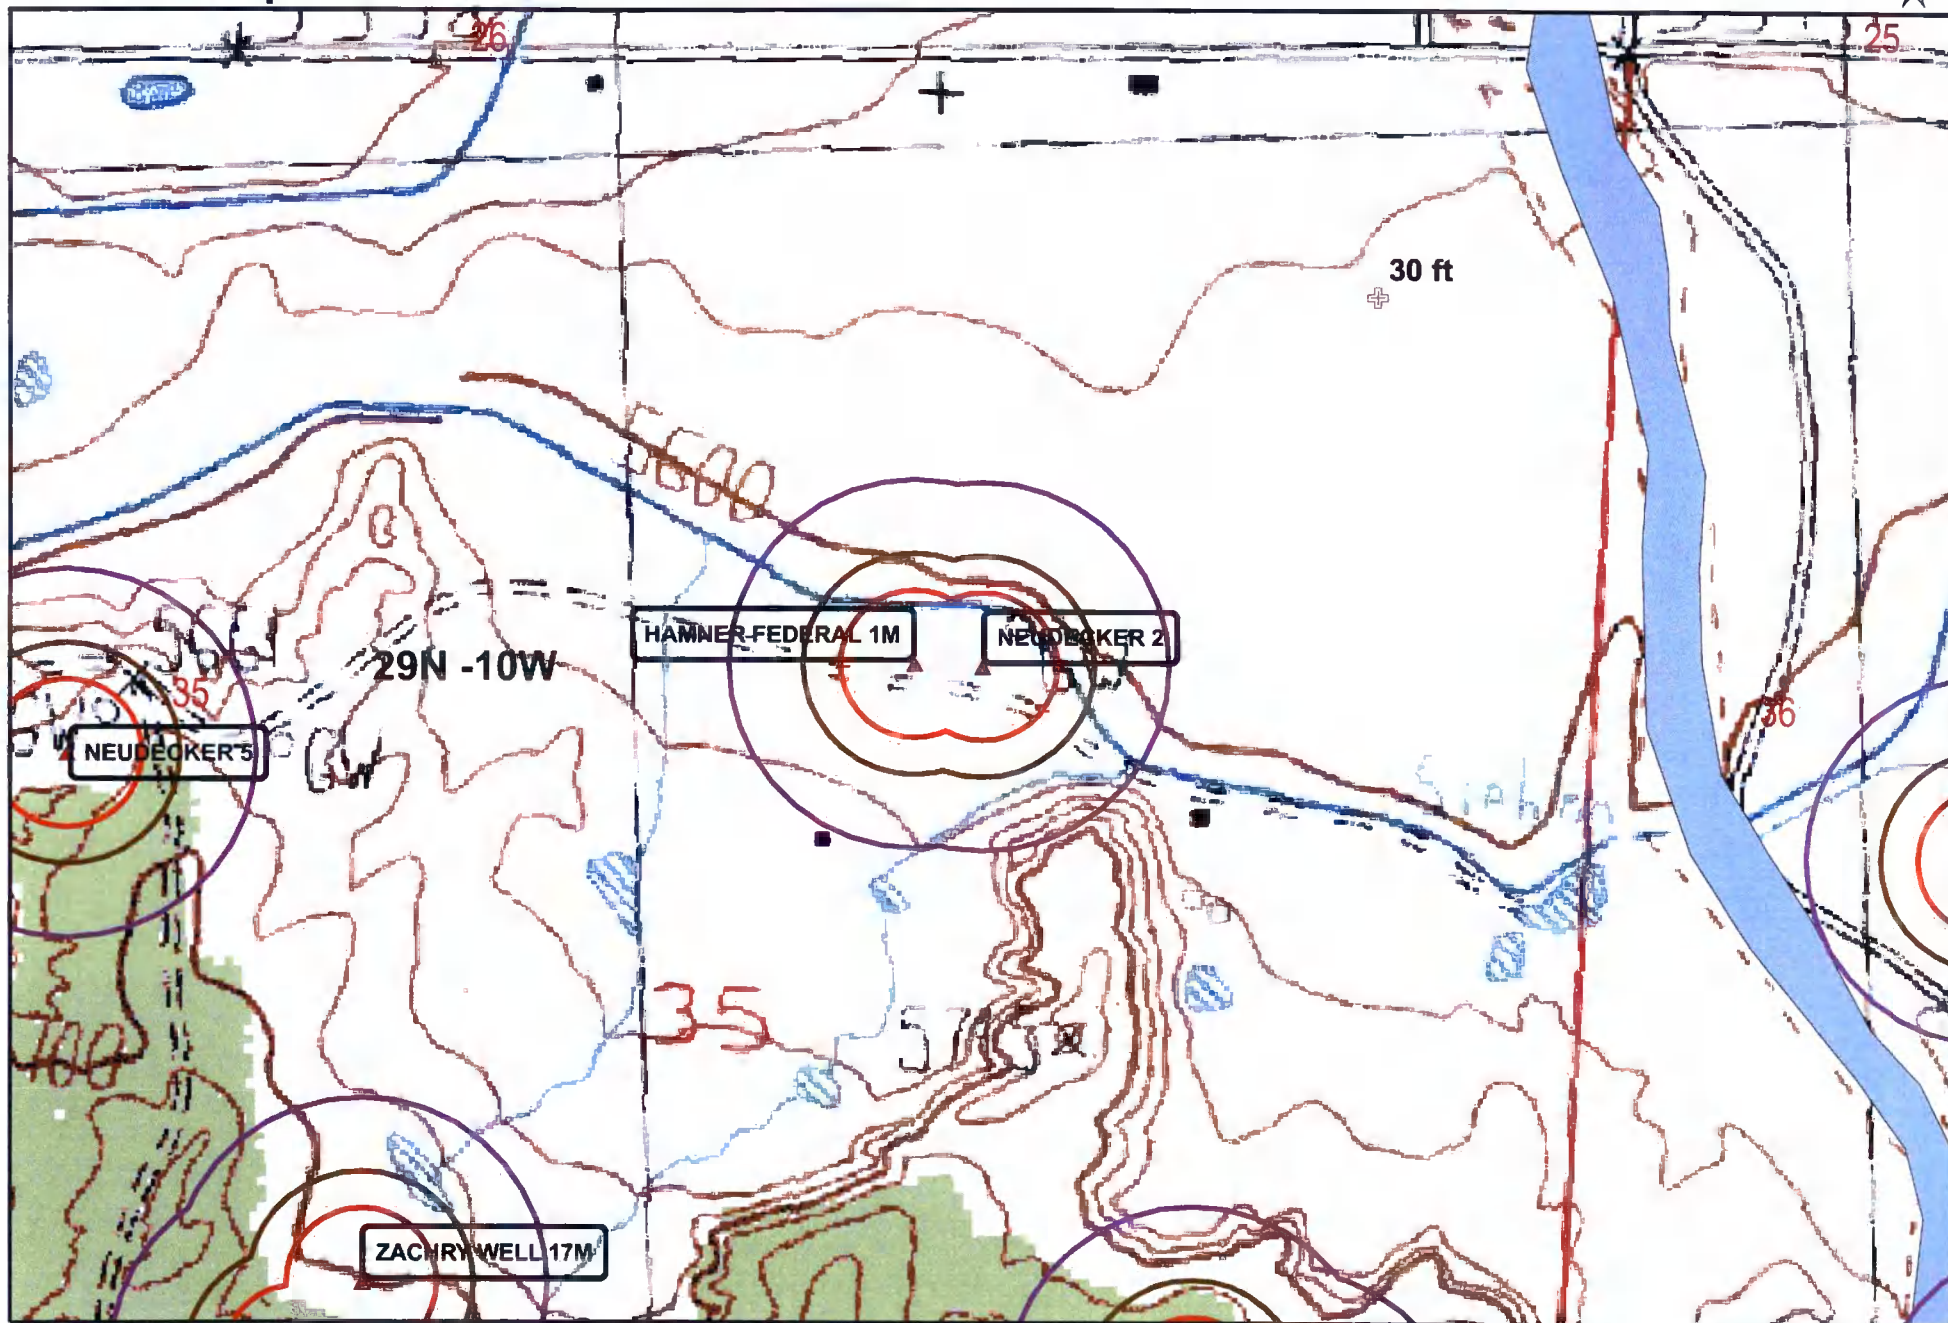 26
25
30 ft
5600
HAMNER-FEDERAL 1M
NEUDECKER 2
29N -10W
35
36
NEUDECKER 5
35
ZACHRY WELL 17M